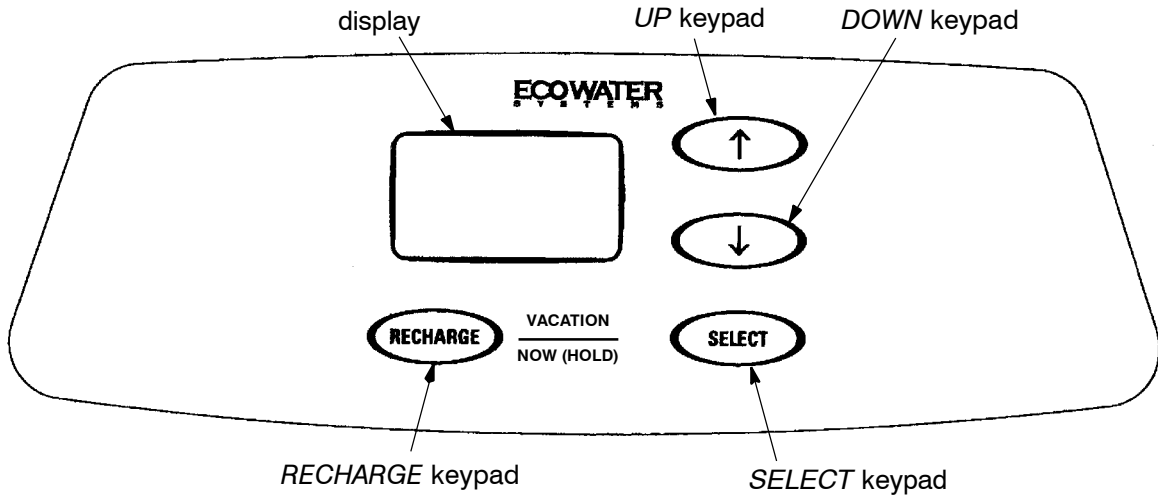 display
UP keypad
DOWN keypad
ECOWATER
SYSTEMS
↑
↓
RECHARGE
VACATION
NOW (HOLD)
SELECT
RECHARGE keypad
SELECT keypad